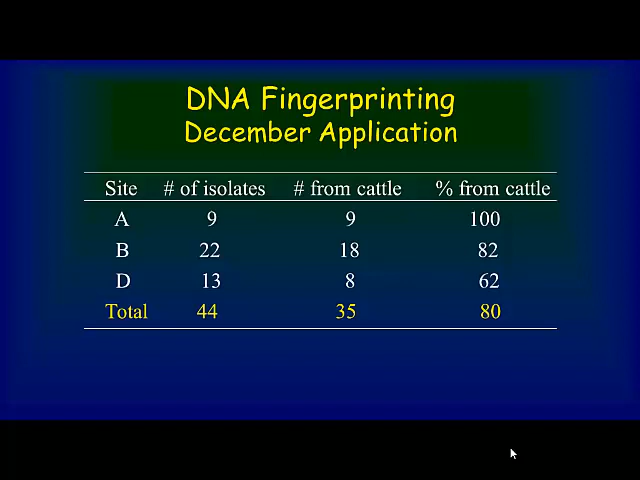 DNA Fingerprinting
December Application
Site # of isolates # from cattle % from cattle
A 9 9 100
B 22 18 82
D 13 8 62
Total 44 35 80